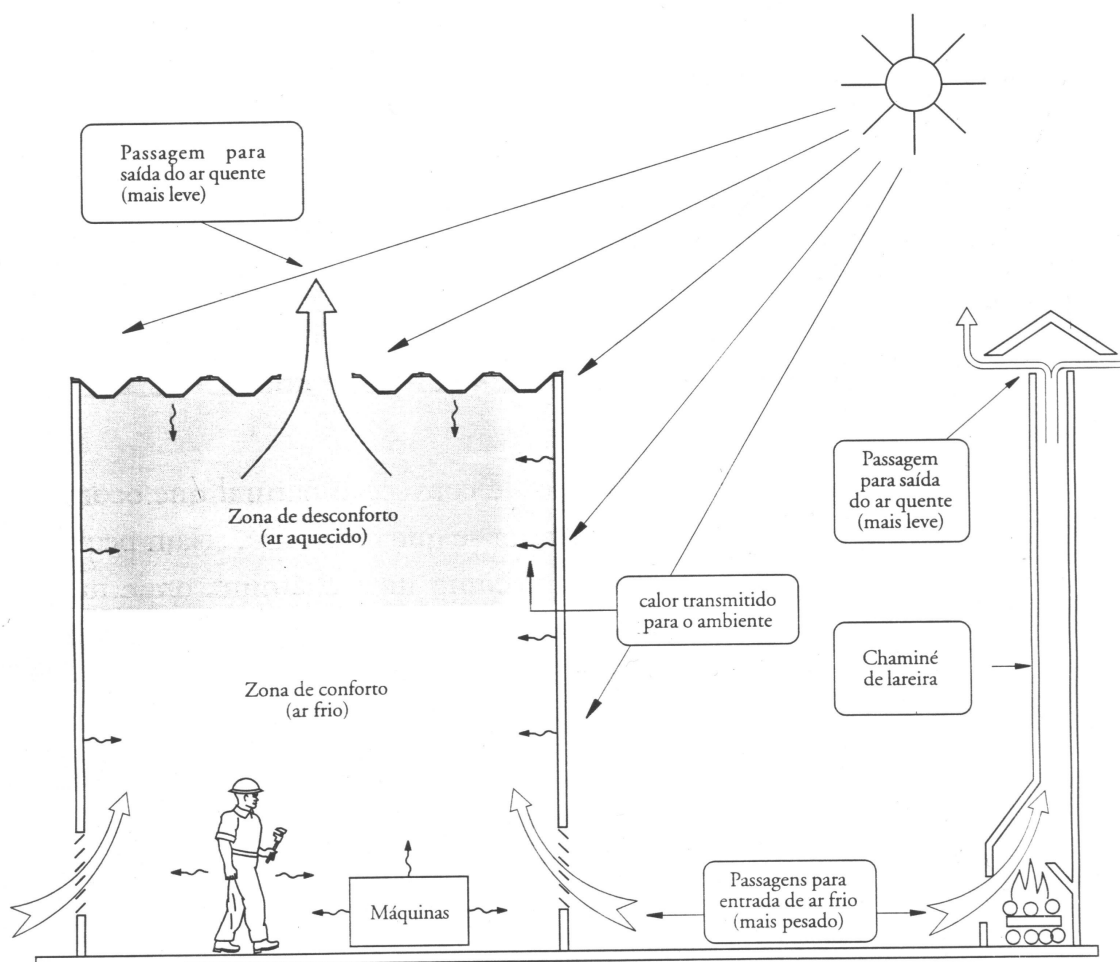 Passagem para
saída do ar quente
(mais leve)
Zona de desconforto
(ar aquecido)
Passagem
para saída
do ar quente
(mais leve)
calor transmitido
para o ambiente
Zona de conforto
(ar frio)
Chaminé
de lareira
Máquinas
Passagens para
entrada de ar frio
(mais pesado)